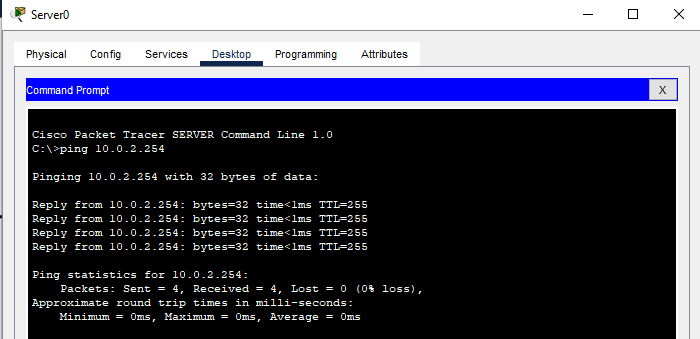 Server0
Physical Config Services Desktop Programming Attributes
Command Prompt X
Cisco Packet Tracer SERVER Command Line 1.0
C:\>ping 10.0.2.254
Pinging 10.0.2.254 with 32 bytes of data:
Reply from 10.0.2.254: bytes=32 time<1ms TTL=255
Reply from 10.0.2.254: bytes=32 time<1ms TTL=255
Reply from 10.0.2.254: bytes=32 time<1ms TTL=255
Reply from 10.0.2.254: bytes=32 time<1ms TTL=255
Ping statistics for 10.0.2.254:
Packets: Sent = 4, Received = 4, Lost = 0 (0% loss),
Approximate round trip times in milli-seconds:
Minimum = 0ms, Maximum = 0ms, Average = 0ms